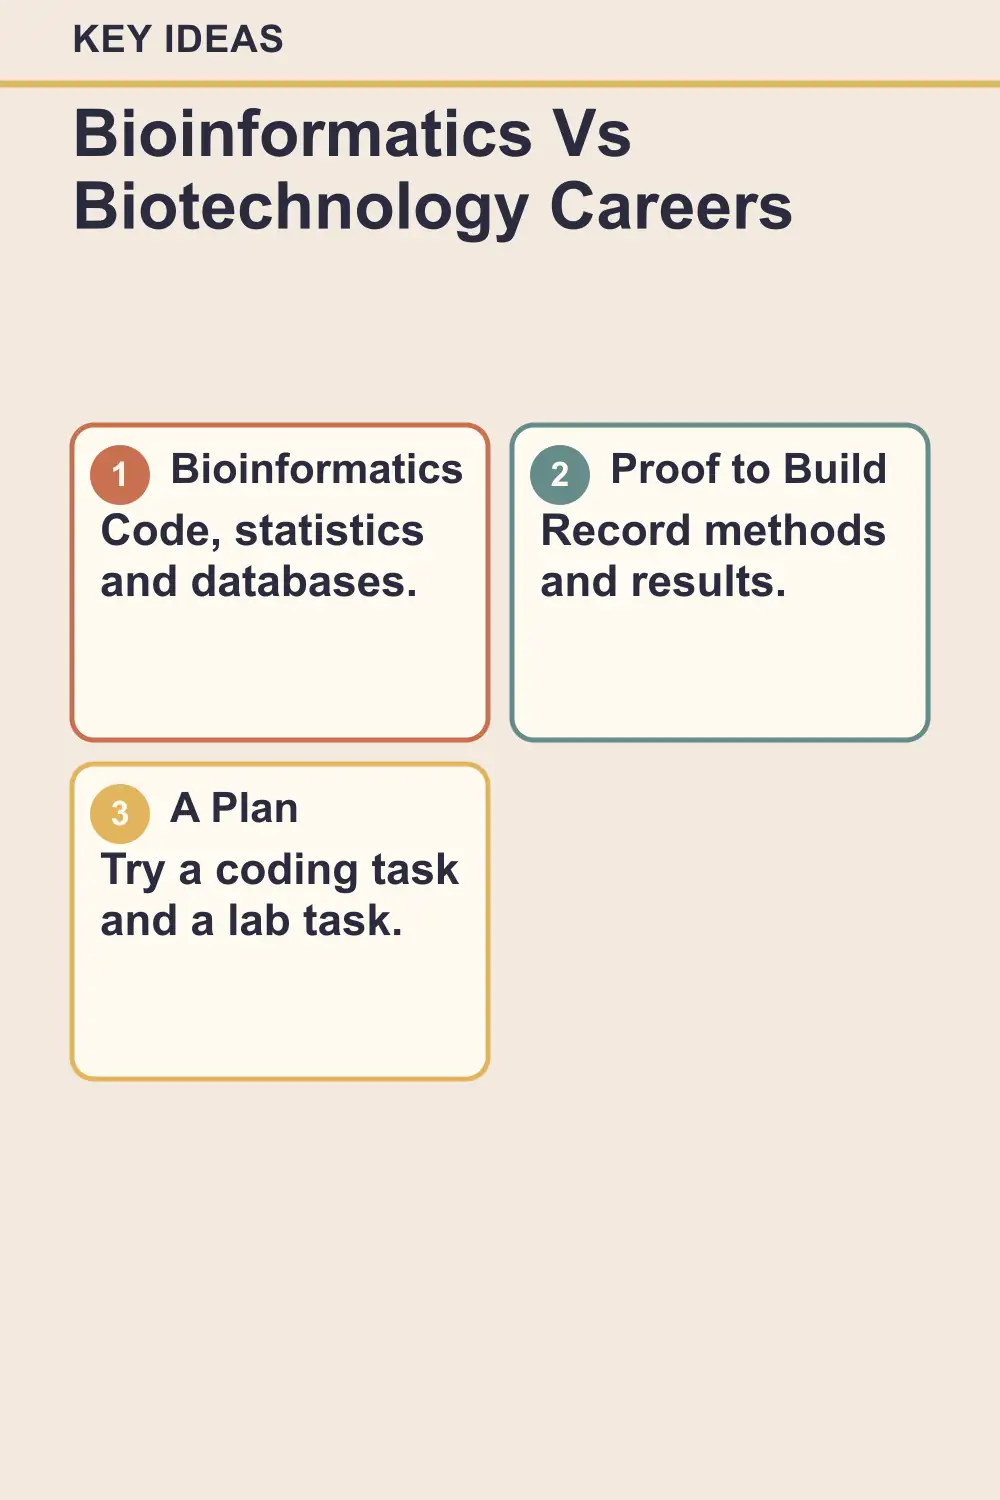 KEY IDEAS
Bioinformatics Vs
Biotechnology Careers
1 Bioinformatics
Code, statistics
and databases.
2 Proof to Build
Record methods
and results.
3 A Plan
Try a coding task
and a lab task.